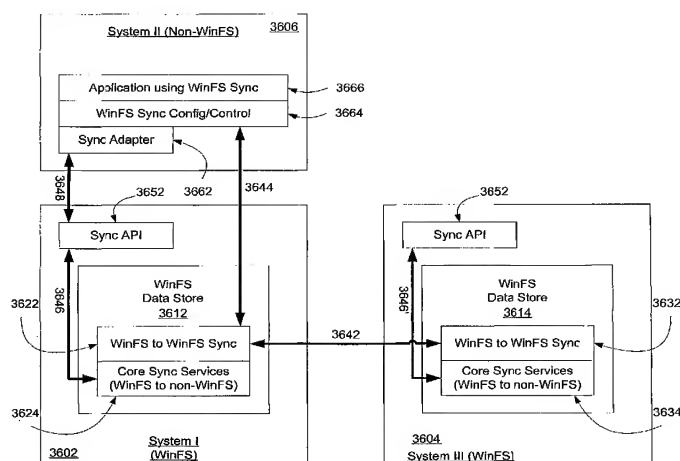 System II (Non-WinFS)
3606
Application using WinFS Sync
3666
WinFS Sync Config/Control
3664
Sync Adapter
3648
3652
3662
3644
3652
Sync API
Sync API
3646
WinFS
Data Store
3612
3646'
WinFS
Data Store
3614
3622
3632
WinFS to WinFS Sync
3642
WinFS to WinFS Sync
Core Sync Services
(WinFS to non-WinFS)
Core Sync Services
(WinFS to non-WinFS)
3624
3634
3602
System I
(WinFS)
3604
System III (WinFS)